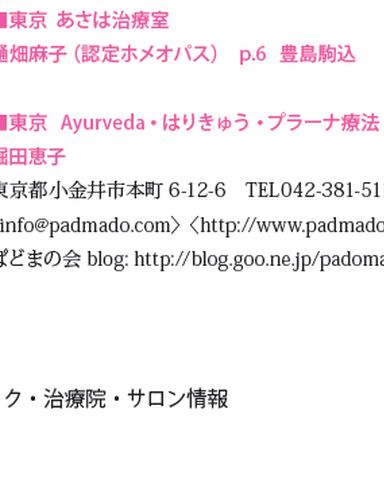 ■東京 あさは治療室
樋畑麻子（認定ホメオパス） p.6 豊島駒込
■東京 Ayurveda・はりきゅう・プラーナ療法
堀田恵子
東京都小金井市本町 6-12-6 TEL042-381-51
info@padmado.com〉〈http://www.padmado
ぱどまの会 blog: http://blog.goo.ne.jp/padoma
ク・治療院・サロン情報